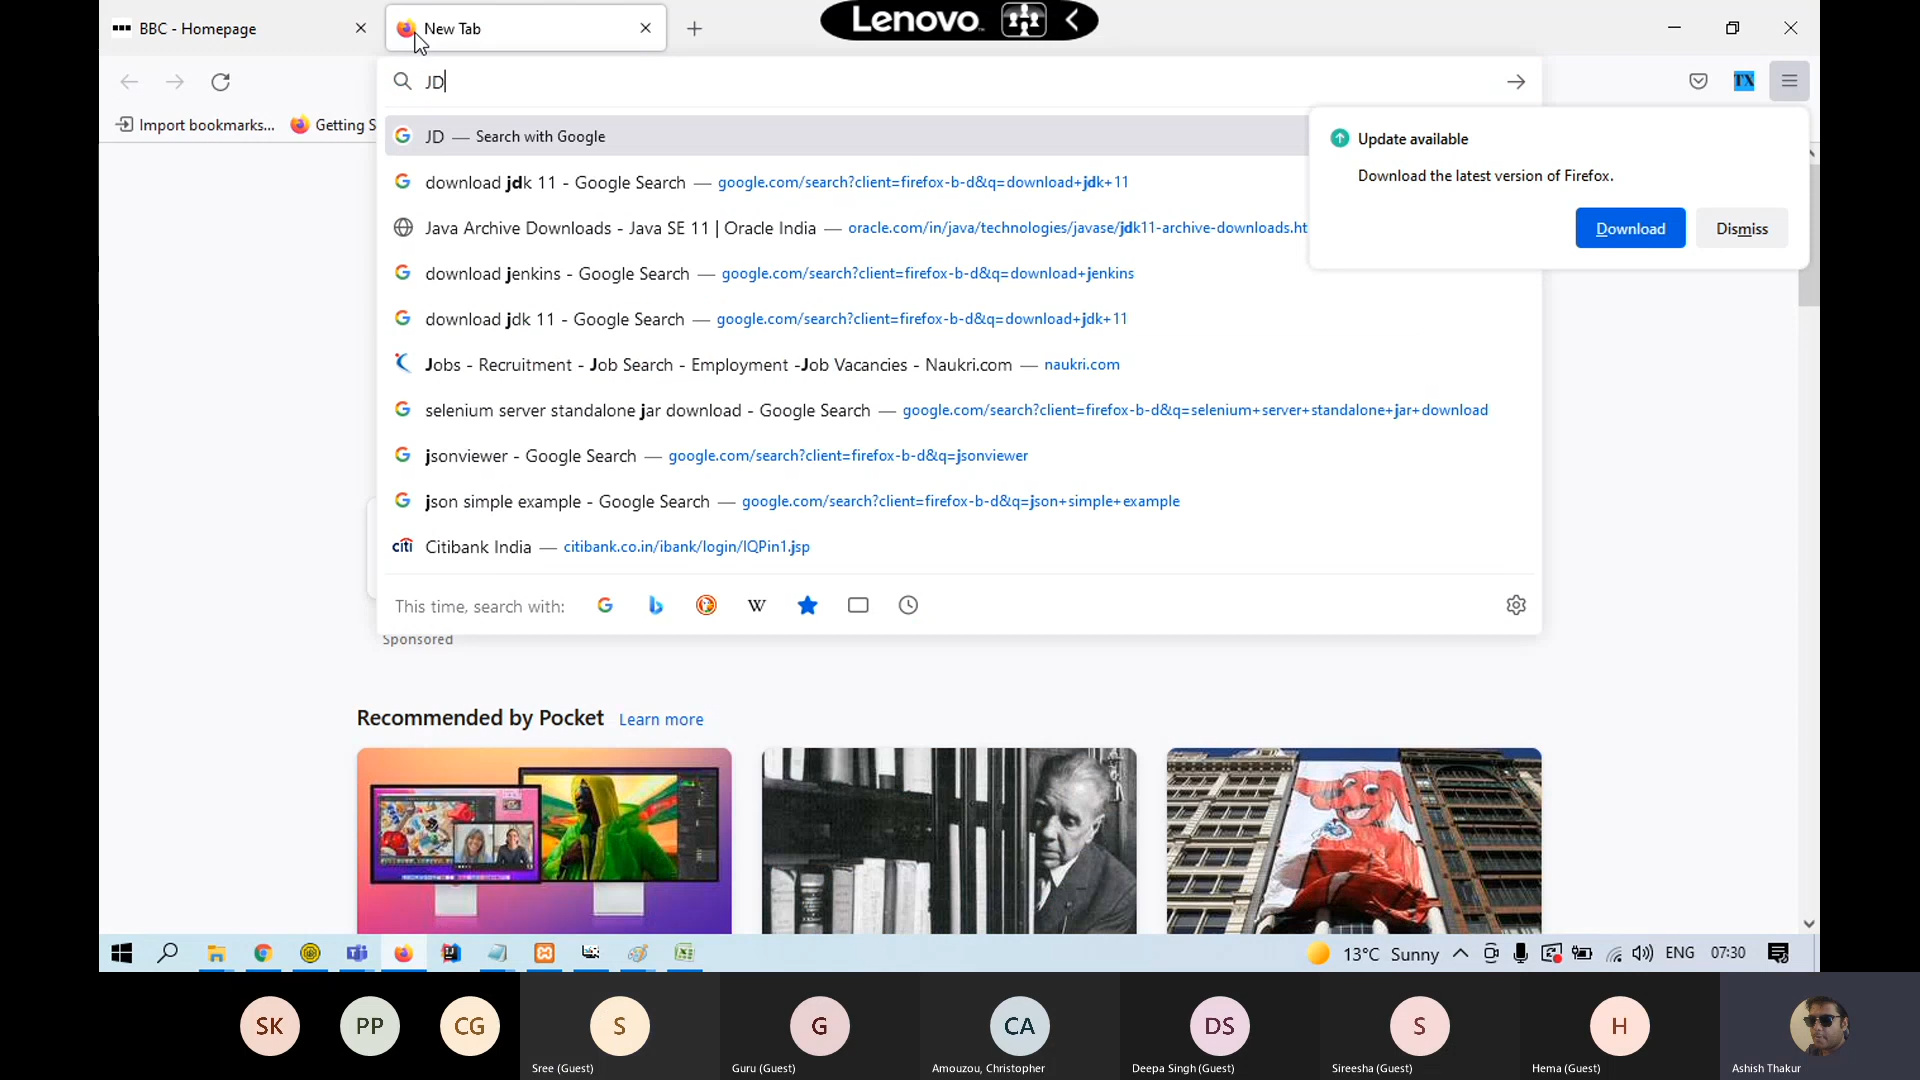 BBC - Homepage
New Tab
Lenovo
JD
TX
Import bookmarks...
Getting S
JD — Search with Google
download jdk 11 - Google Search — google.com/search?client=firefox-b-d&q=download+jdk+11
Java Archive Downloads - Java SE 11 | Oracle India — oracle.com/in/java/technologies/javase/jdk11-archive-downloads.ht
download jenkins - Google Search — google.com/search?client=firefox-b-d&q=download+jenkins
download jdk 11 - Google Search — google.com/search?client=firefox-b-d&q=download+jdk+11
Jobs - Recruitment - Job Search - Employment -Job Vacancies - Naukri.com — naukri.com
selenium server standalone jar download - Google Search — google.com/search?client=firefox-b-d&q=selenium+server+standalone+jar+download
jsonviewer - Google Search — google.com/search?client=firefox-b-d&q=jsonviewer
json simple example - Google Search — google.com/search?client=firefox-b-d&q=json+simple+example
citi Citibank India — citibank.co.in/ibank/login/IQPin1.jsp
This time, search with:
W
Update available
Download the latest version of Firefox.
Download
Dismiss
Sponsored
Recommended by Pocket Learn more
13°C Sunny
ENG 07:30
SK
PP
CG
S
G
CA
DS
S
H
Sree (Guest)
Guru (Guest)
Amouzou, Christopher
Deepa Singh (Guest)
Sireesha (Guest)
Hema (Guest)
Ashish Thakur